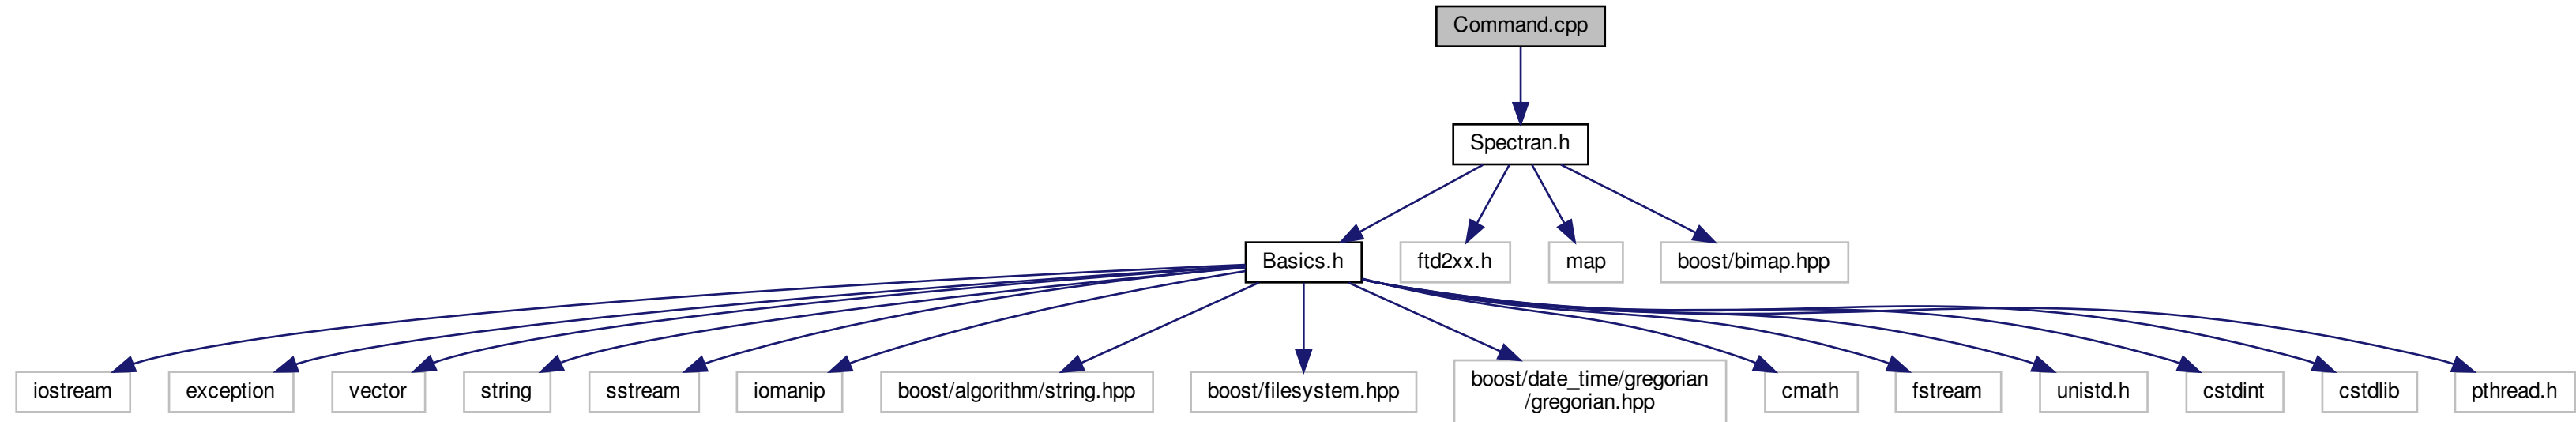 Command.cpp
Spectran.h
Basics.h
ftd2xx.h
map
boost/bimap.hpp
iostream
exception
vector
string
sstream
iomanip
boost/algorithm/string.hpp
boost/filesystem.hpp
boost/date_time/gregorian
/gregorian.hpp
cmath
fstream
unistd.h
cstdint
cstdlib
pthread.h